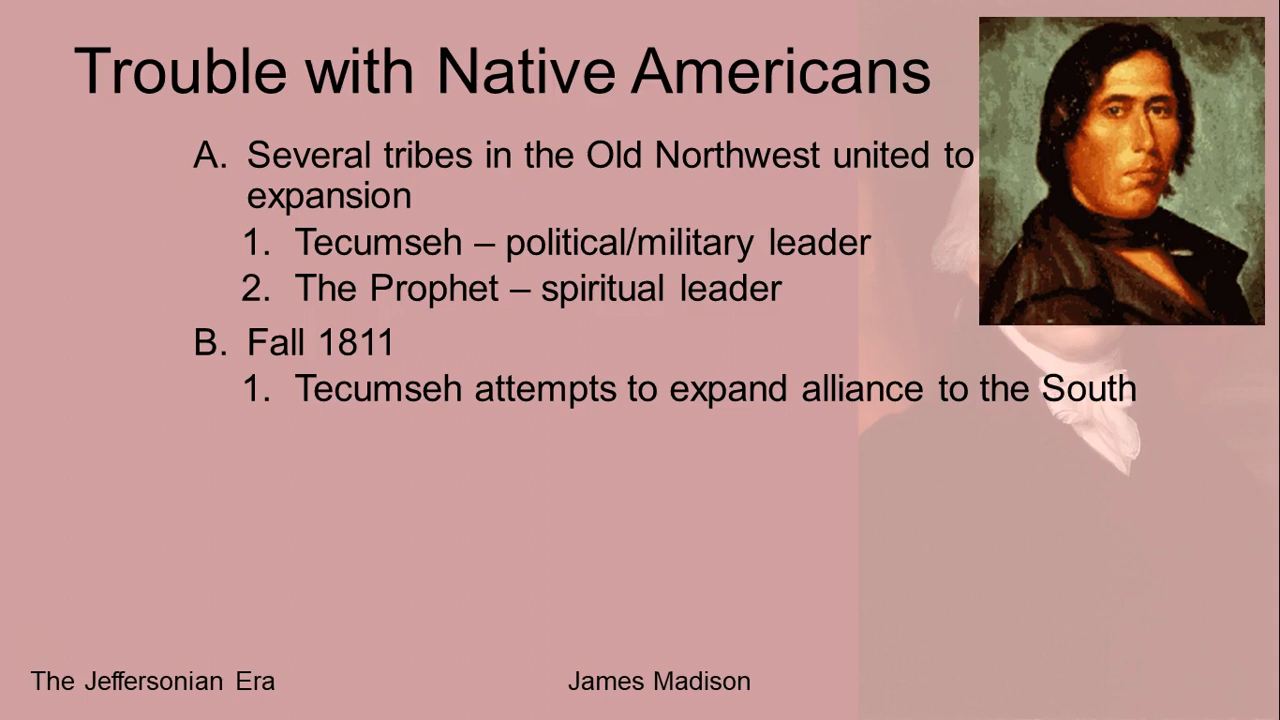 Trouble with Native Americans
A. Several tribes in the Old Northwest united to
expansion
1. Tecumseh – political/military leader
2. The Prophet – spiritual leader
B. Fall 1811
1. Tecumseh attempts to expand alliance to the South
The Jeffersonian Era
James Madison